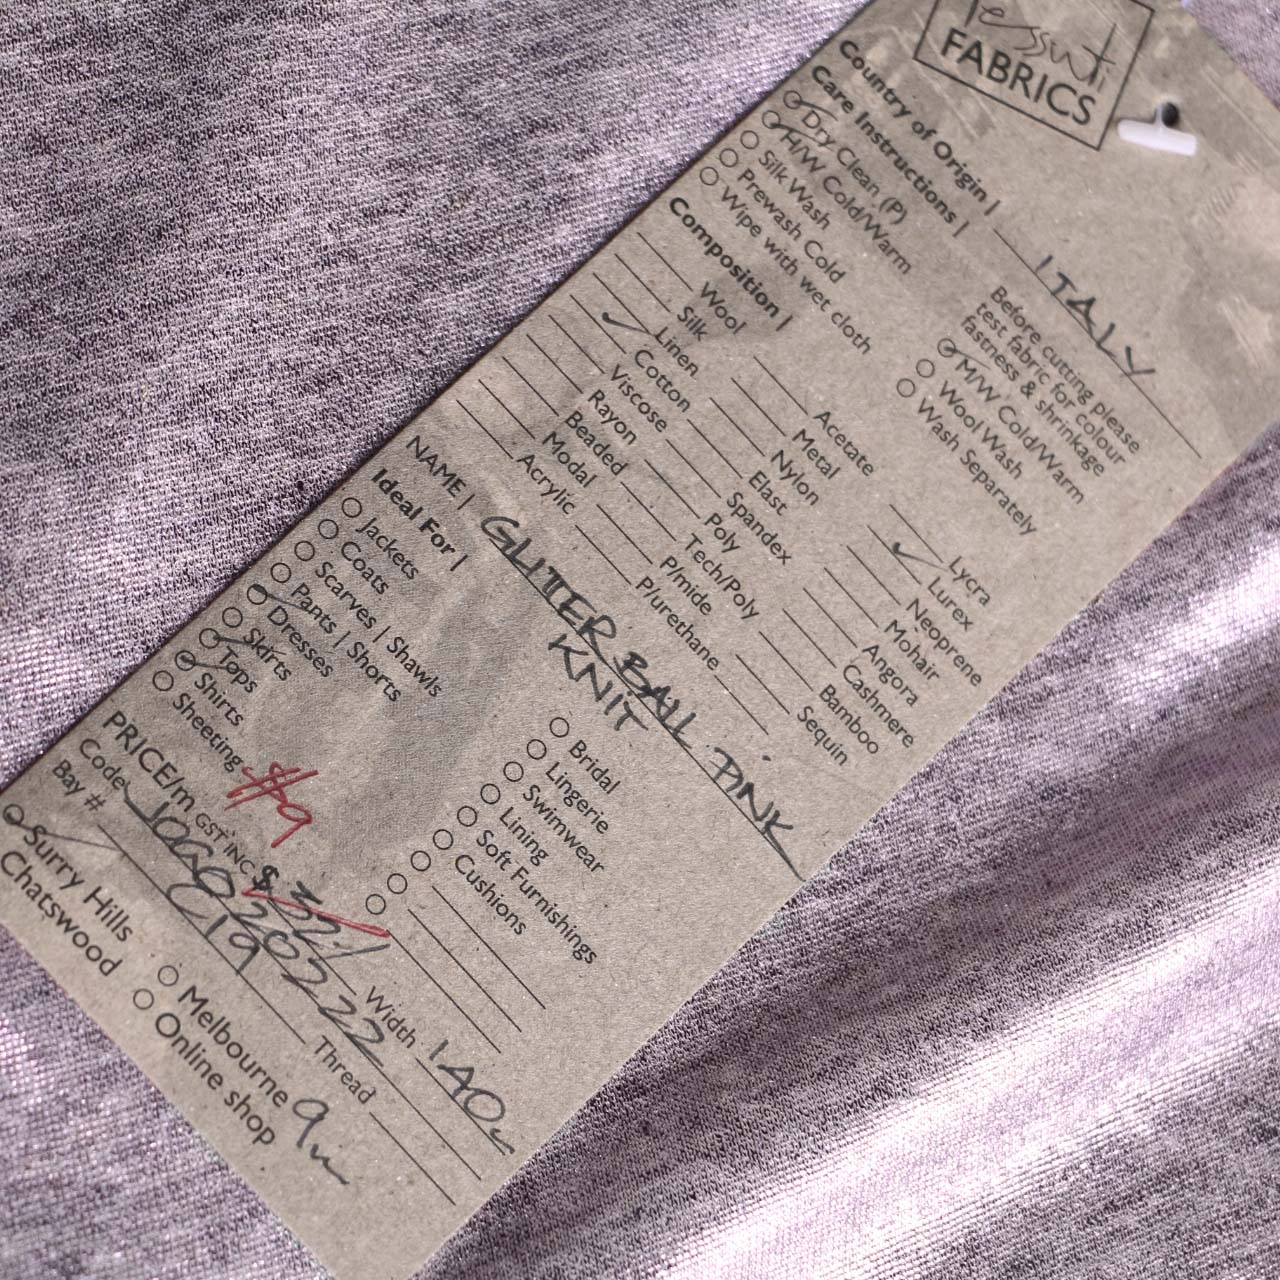 Tessuti
FABRICS
Country of Origin | ITALY
Care Instructions |
Before cutting please
test fabric for colour
fastness & shrinkage
Dry Clean (P)
H/W Cold/Warm
Silk Wash
Prewash Cold
Wipe with wet cloth
M/W Cold/Warm
Wool Wash
Wash Separately
Composition |
Wool
Silk
Linen
Cotton
Viscose
Rayon
Beaded
Modal
Acrylic
Acetate
Metal
Nylon
Elast
Spandex
Poly
Tech/Poly
P/mide
P/urethane
Lycra
Lurex
Neoprene
Mohair
Angora
Cashmere
Bamboo
Sequin
NAME | GLITTER BALL PINK
KNIT
Ideal For |
Jackets
Coats
Scarves | Shawls
Pants | Shorts
Dresses
Skirts
Tops
Shirts
Sheeting
Bridal
Lingerie
Swimwear
Lining
Soft Furnishings
Cushions
$9
PRICE/m GST INC $32
Width 140
Code
Bay # C19
Thread
Surry Hills
Chatswood
Melbourne
Online shop